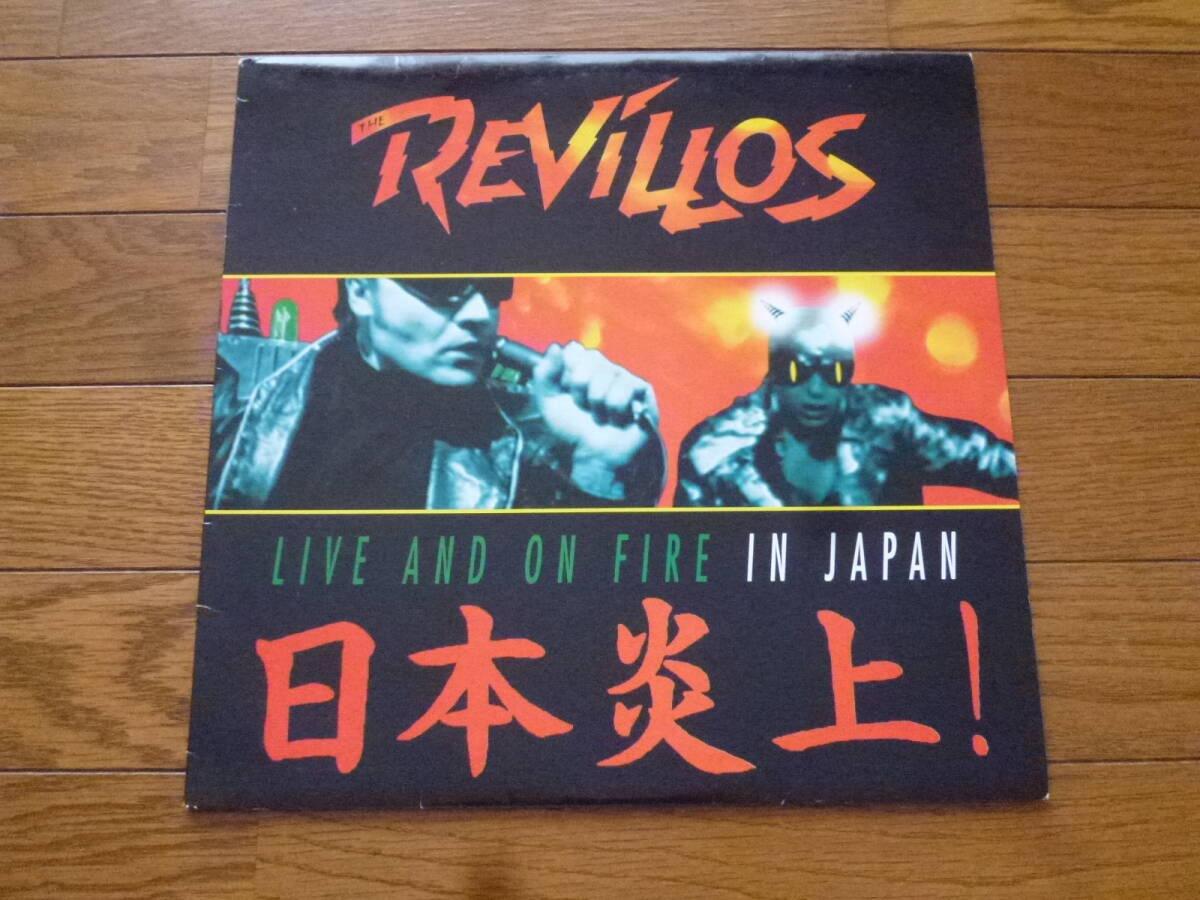 THE REVILLOS
LIVE AND ON FIRE IN JAPAN
日本炎上!